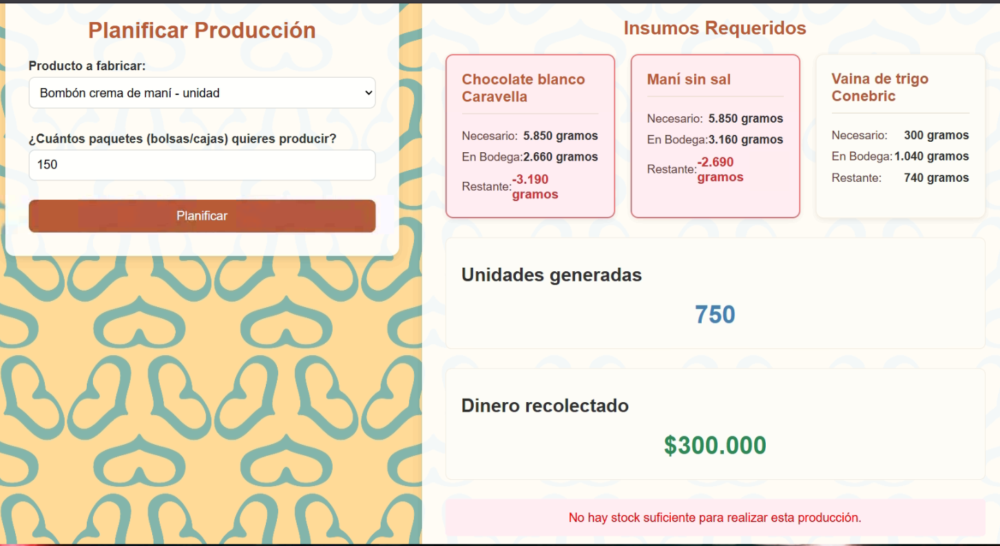 Planificar Producción
Producto a fabricar:
Bombón crema de maní - unidad
¿Cuántos paquetes (bolsas/cajas) quieres producir?
150
Planificar
Insumos Requeridos
Chocolate blanco
Caravella
Necesario: 5.850 gramos
En Bodega:2.660 gramos
Restante:-3.190
gramos
Maní sin sal
Necesario: 5.850 gramos
En Bodega:3.160 gramos
Restante:-2.690
gramos
Vaina de trigo
Conebric
Necesario: 300 gramos
En Bodega:1.040 gramos
Restante: 740 gramos
Unidades generadas
750
Dinero recolectado
$300.000
No hay stock suficiente para realizar esta producción.